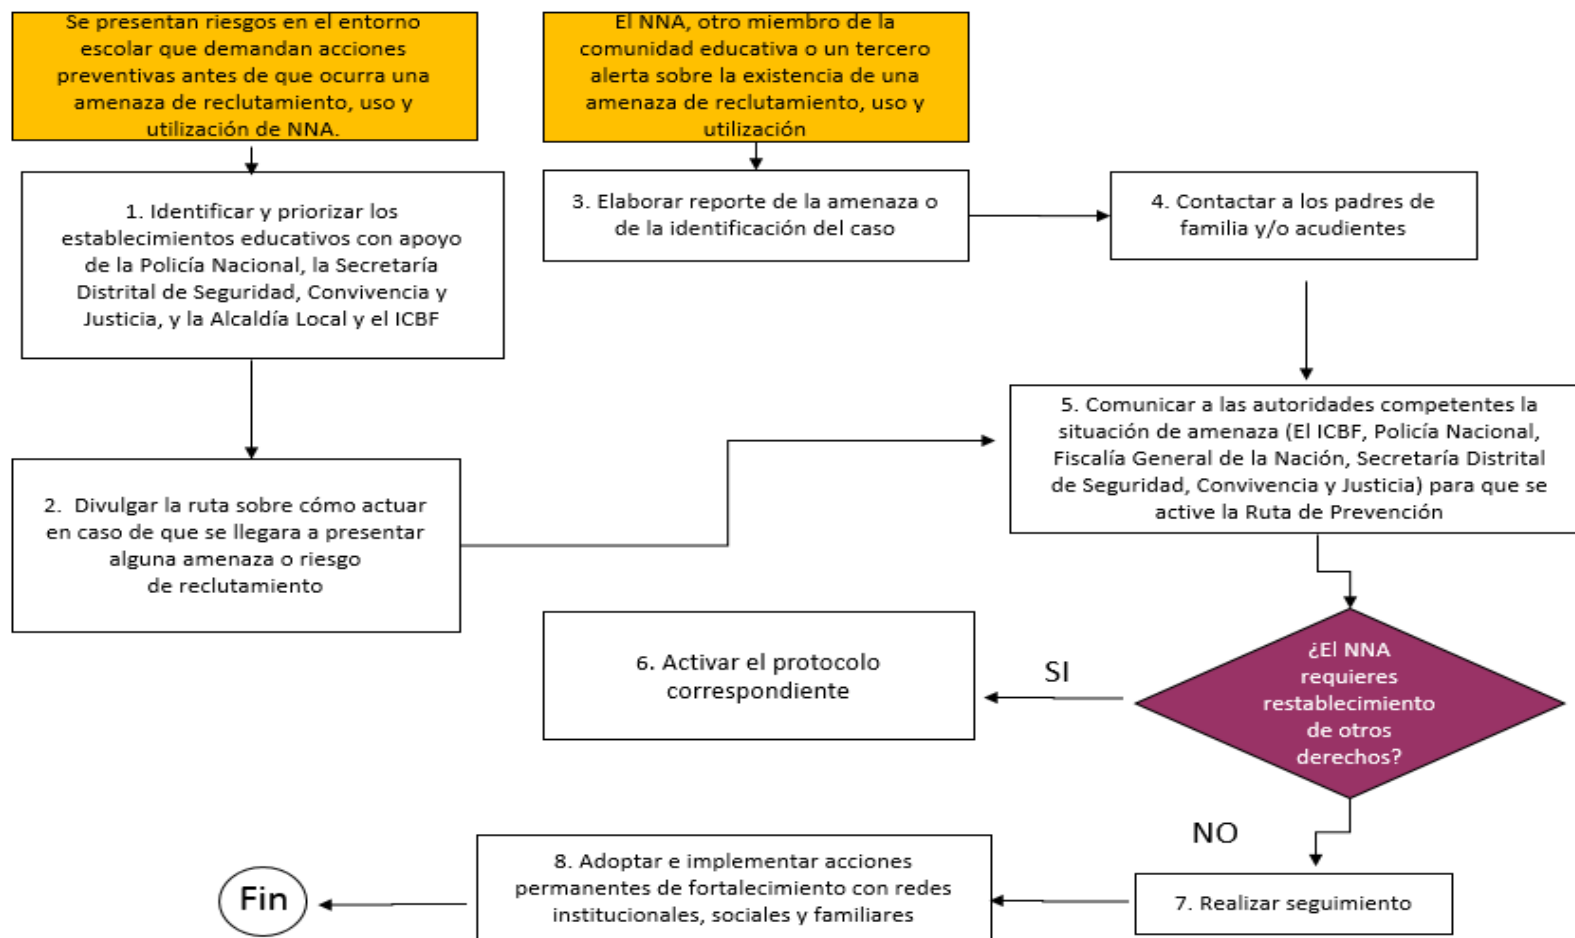 Se presentan riesgos en el entorno
escolar que demandan acciones
preventivas antes de que ocurra una
amenaza de reclutamiento, uso y
utilización de NNA.
El NNA, otro miembro de la
comunidad educativa o un tercero
alerta sobre la existencia de una
amenaza de reclutamiento, uso y
utilización
1. Identificar y priorizar los
establecimientos educativos con apoyo
de la Policía Nacional, la Secretaría
Distrital de Seguridad, Convivencia y
Justicia, y la Alcaldía Local y el ICBF
3. Elaborar reporte de la amenaza o
de la identificación del caso
4. Contactar a los padres de
familia y/o acudientes
2. Divulgar la ruta sobre cómo actuar
en caso de que se llegara a presentar
alguna amenaza o riesgo
de reclutamiento
5. Comunicar a las autoridades competentes la
situación de amenaza (El ICBF, Policía Nacional,
Fiscalía General de la Nación, Secretaría Distrital
de Seguridad, Convivencia y Justicia) para que se
active la Ruta de Prevención
¿El NNA
requieres
restablecimiento
de otros
derechos?
SI
6. Activar el protocolo
correspondiente
NO
7. Realizar seguimiento
8. Adoptar e implementar acciones
permanentes de fortalecimiento con redes
institucionales, sociales y familiares
Fin